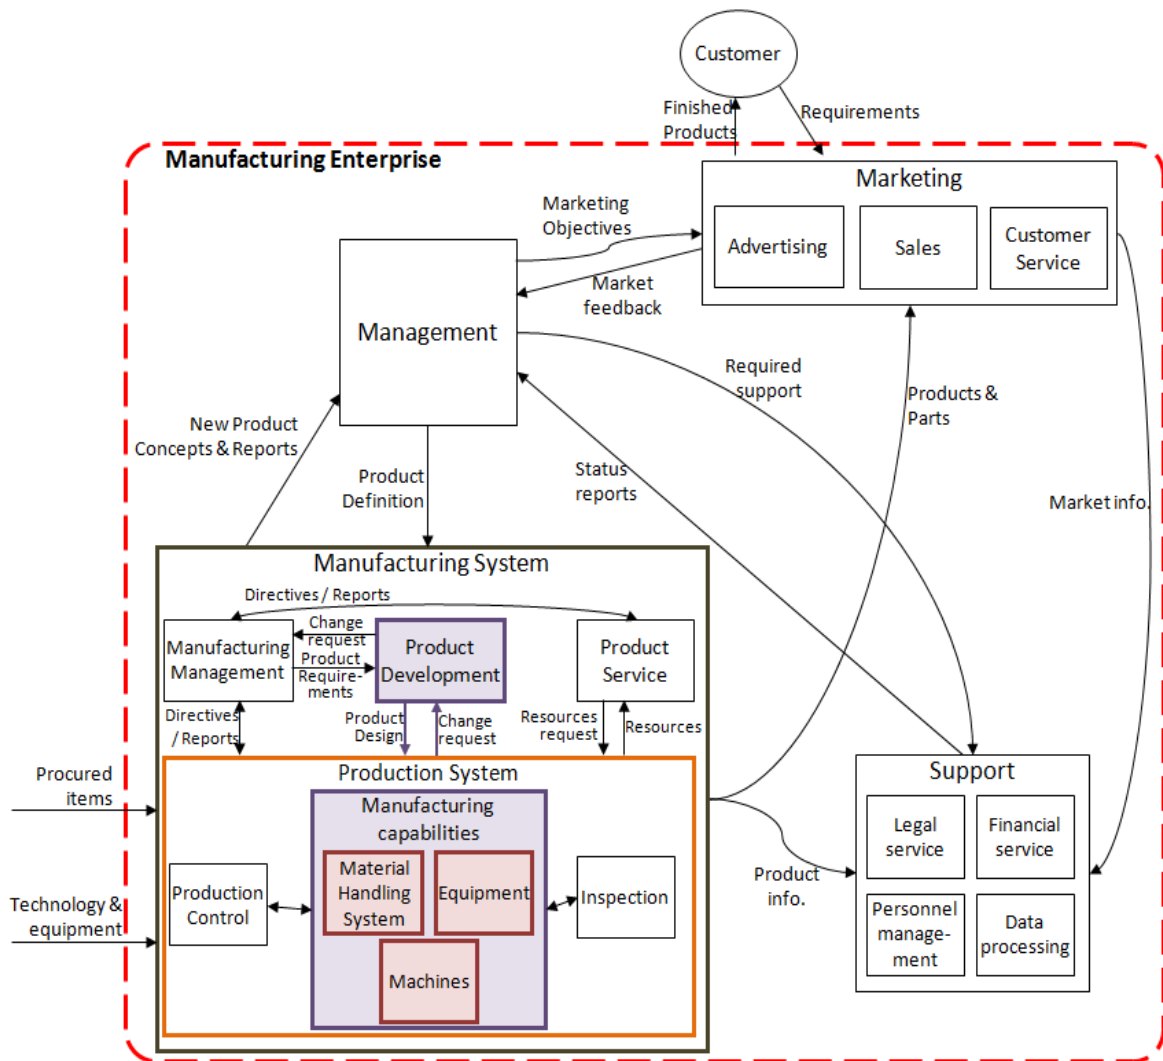 Customer
Finished
Products
Requirements
Manufacturing Enterprise
Marketing
Advertising
Sales
Customer
Service
Marketing
Objectives
Market
feedback
Management
Required
support
Products &
Parts
New Product
Concepts & Reports
Product
Definition
Status
reports
Market info.
Manufacturing System
Directives / Reports
Manufacturing
Management
Change
request
Product
Require-
ments
Product
Development
Product
Service
Directives
/ Reports
Product
Design
Change
request
Resources
request
Resources
Procured
items
Production System
Manufacturing
capabilities
Material
Handling
System
Equipment
Machines
Production
Control
Inspection
Technology &
equipment
Product
info.
Support
Legal
service
Financial
service
Personnel
manage-
ment
Data
processing